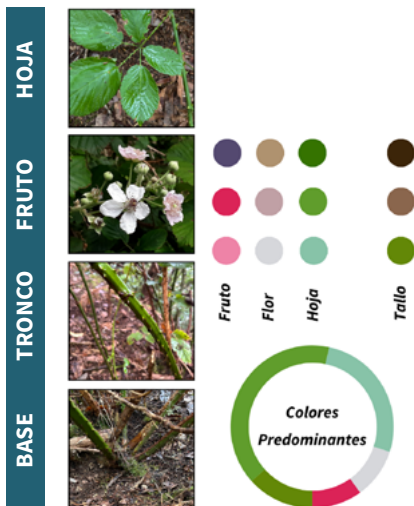 HOJA
FRUTO
TRONCO
BASE
Fruto
Flor
Hoja
Tallo
Colores
Predominantes